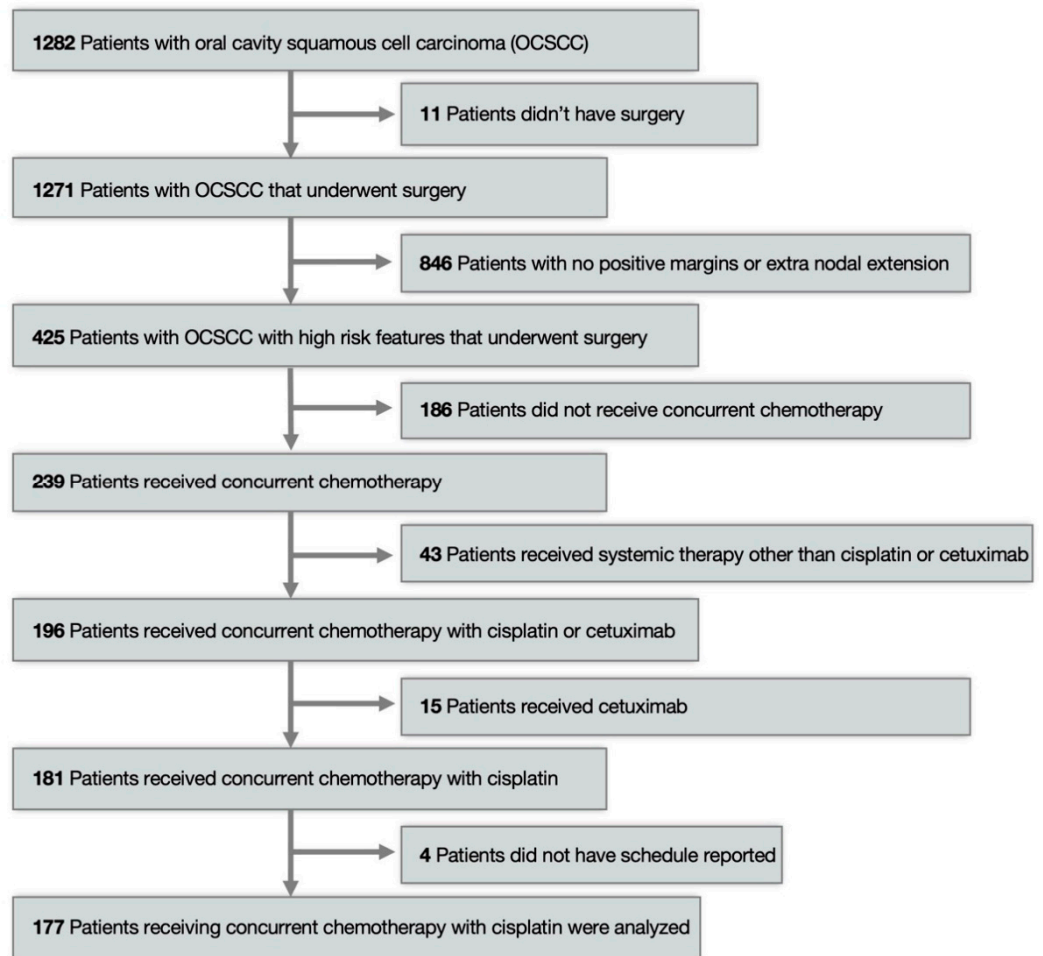 1282 Patients with oral cavity squamous cell carcinoma (OCSCC)
11 Patients didn't have surgery
1271 Patients with OCSCC that underwent surgery
846 Patients with no positive margins or extra nodal extension
425 Patients with OCSCC with high risk features that underwent surgery
186 Patients did not receive concurrent chemotherapy
239 Patients received concurrent chemotherapy
43 Patients received systemic therapy other than cisplatin or cetuximab
196 Patients received concurrent chemotherapy with cisplatin or cetuximab
15 Patients received cetuximab
181 Patients received concurrent chemotherapy with cisplatin
4 Patients did not have schedule reported
177 Patients receiving concurrent chemotherapy with cisplatin were analyzed